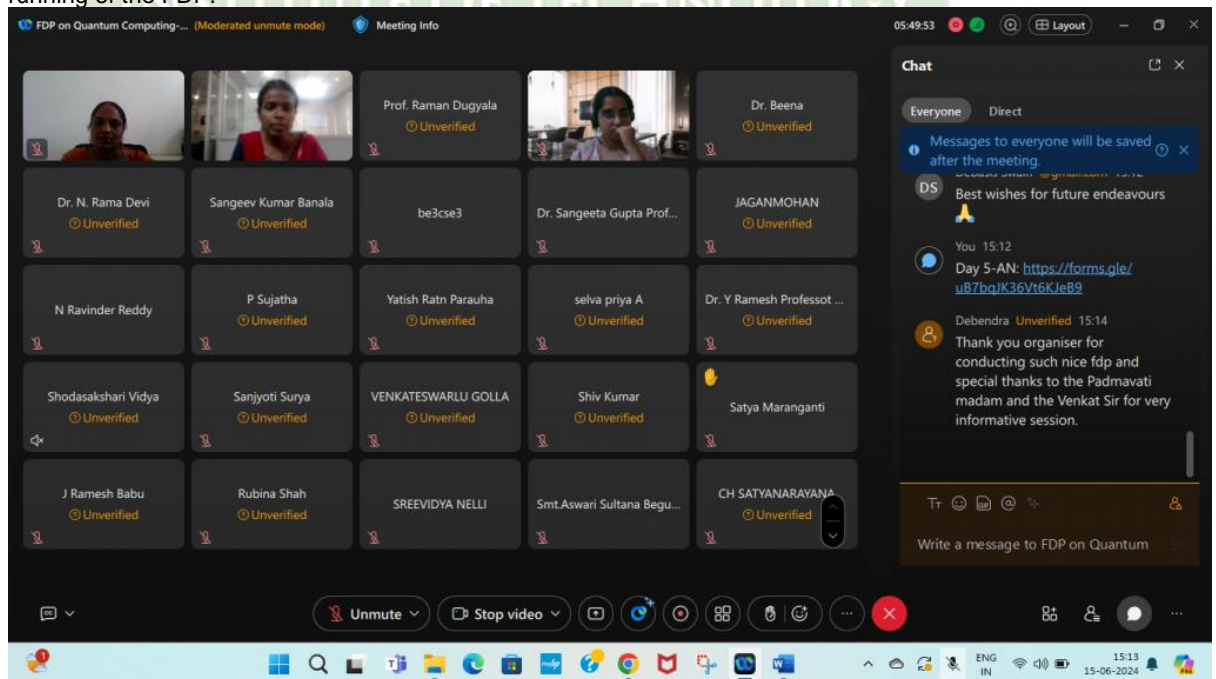 running of the FDP.
FDP on Quantum Computing-... (Moderated unmute mode) Meeting Info 05:49:53 Layout
Chat
Everyone Direct
Messages to everyone will be saved
after the meeting.
DS
Best wishes for future endeavours
You 15:12
Day 5-AN: https://forms.gle/
uB7bqJK36Vt6KJeB9
Debendra Unverified 15:14
Thank you organiser for
conducting such nice fdp and
special thanks to the Padmavati
madam and the Venkat Sir for very
informative session.
Write a message to FDP on Quantum
Prof. Raman Dugyala
Unverified
Dr. Beena
Unverified
Dr. N. Rama Devi
Unverified
Sangeev Kumar Banala
Unverified
be3cse3
Dr. Sangeeta Gupta Prof...
JAGANMOHAN
Unverified
N Ravinder Reddy
P Sujatha
Unverified
Yatish Ratn Parauha
Unverified
selva priya A
Unverified
Dr. Y Ramesh Professot ...
Unverified
Shodasakshari Vidya
Unverified
Sanjyoti Surya
Unverified
VENKATESWARLU GOLLA
Unverified
Shiv Kumar
Unverified
Satya Maranganti
J Ramesh Babu
Unverified
Rubina Shah
Unverified
SREEVIDYA NELLI
Smt.Aswari Sultana Begu...
CH SATYANARAYANA
Unverified
Unmute Stop video
ENG
IN
15:13
15-06-2024